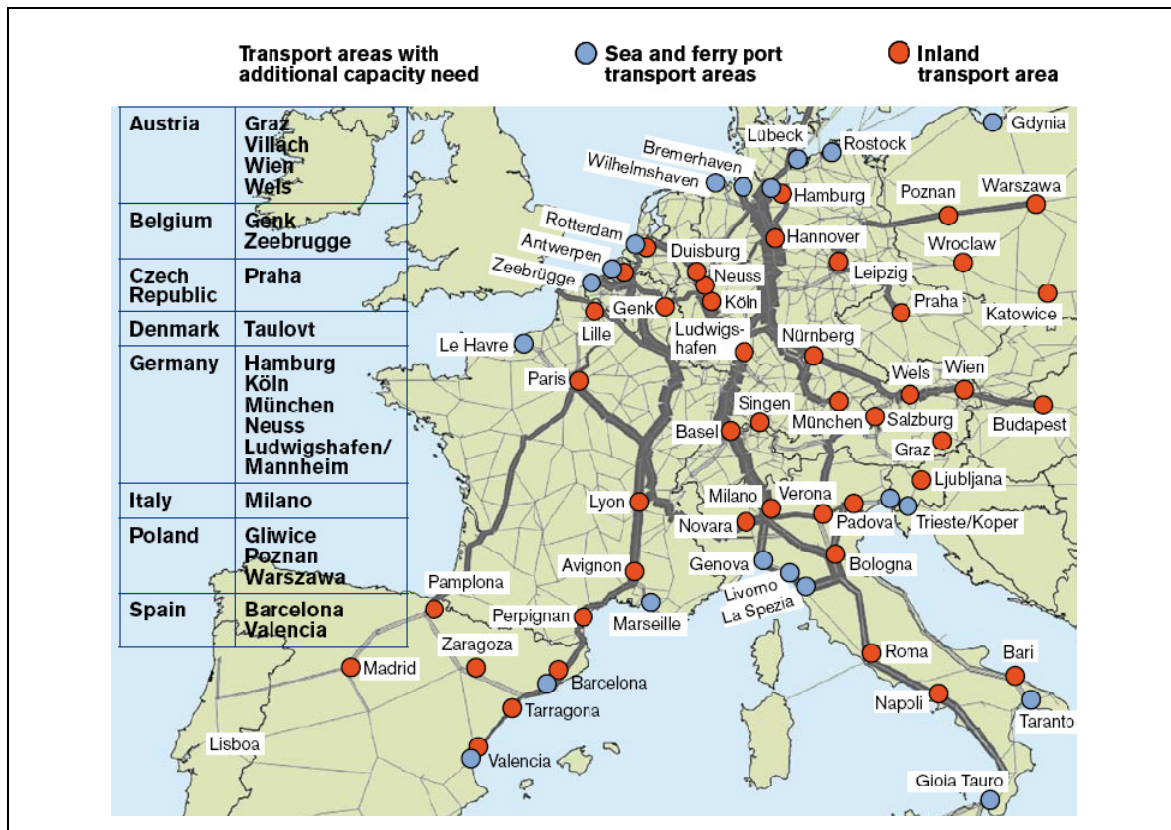 Transport areas with
additional capacity need
Sea and ferry port
transport areas
Inland
transport area
Austria
Graz
Villach
Wien
Wels
Belgium
Genk
Zeebrugge
Czech
Republic
Praha
Denmark
Taulovt
Germany
Hamburg
Köln
München
Neuss
Ludwigshafen/
Mannheim
Italy
Milano
Poland
Gliwice
Poznan
Warszawa
Spain
Barcelona
Valencia
Gdynia
Lübeck
Rostock
Bremerhaven
Wilhelmshaven
Hamburg
Poznan
Warszawa
Rotterdam
Hannover
Antwerpen
Duisburg
Wroclaw
Zeebrügge
Neuss
Leipzig
Genk
Köln
Praha
Katowice
Lille
Ludwigs-
hafen
Nürnberg
Le Havre
Paris
Wels
Wien
Singen
Basel
München
Salzburg
Budapest
Graz
Ljubljana
Lyon
Milano
Verona
Novara
Padova
Trieste/Koper
Avignon
Genova
Bologna
Pamplona
Livorno
La Spezia
Perpignan
Marseille
Zaragoza
Madrid
Roma
Bari
Barcelona
Napoli
Tarragona
Taranto
Lisboa
Valencia
Gioia Tauro